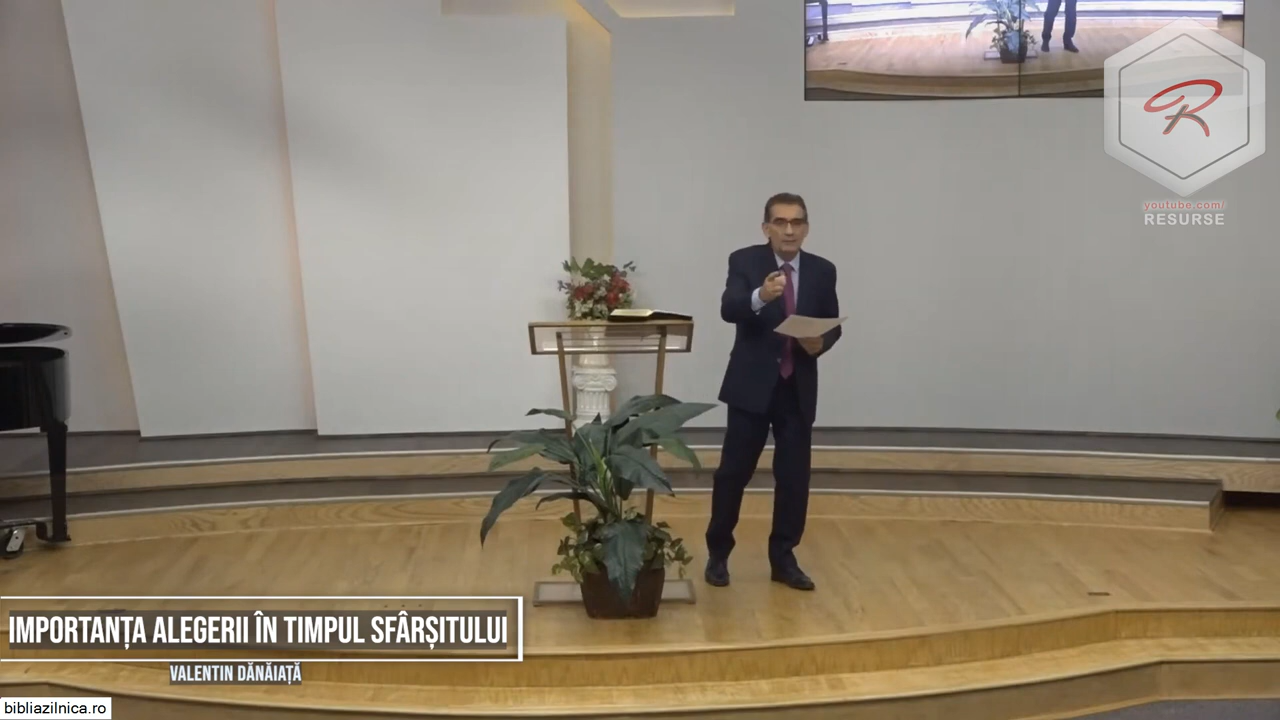 R
youtube.com/
RESURSE
IMPORTANȚA ALEGERII ÎN TIMPUL SFÂRȘITULUI
VALENTIN DĂNĂIAȚĂ
bibliazilnica.ro